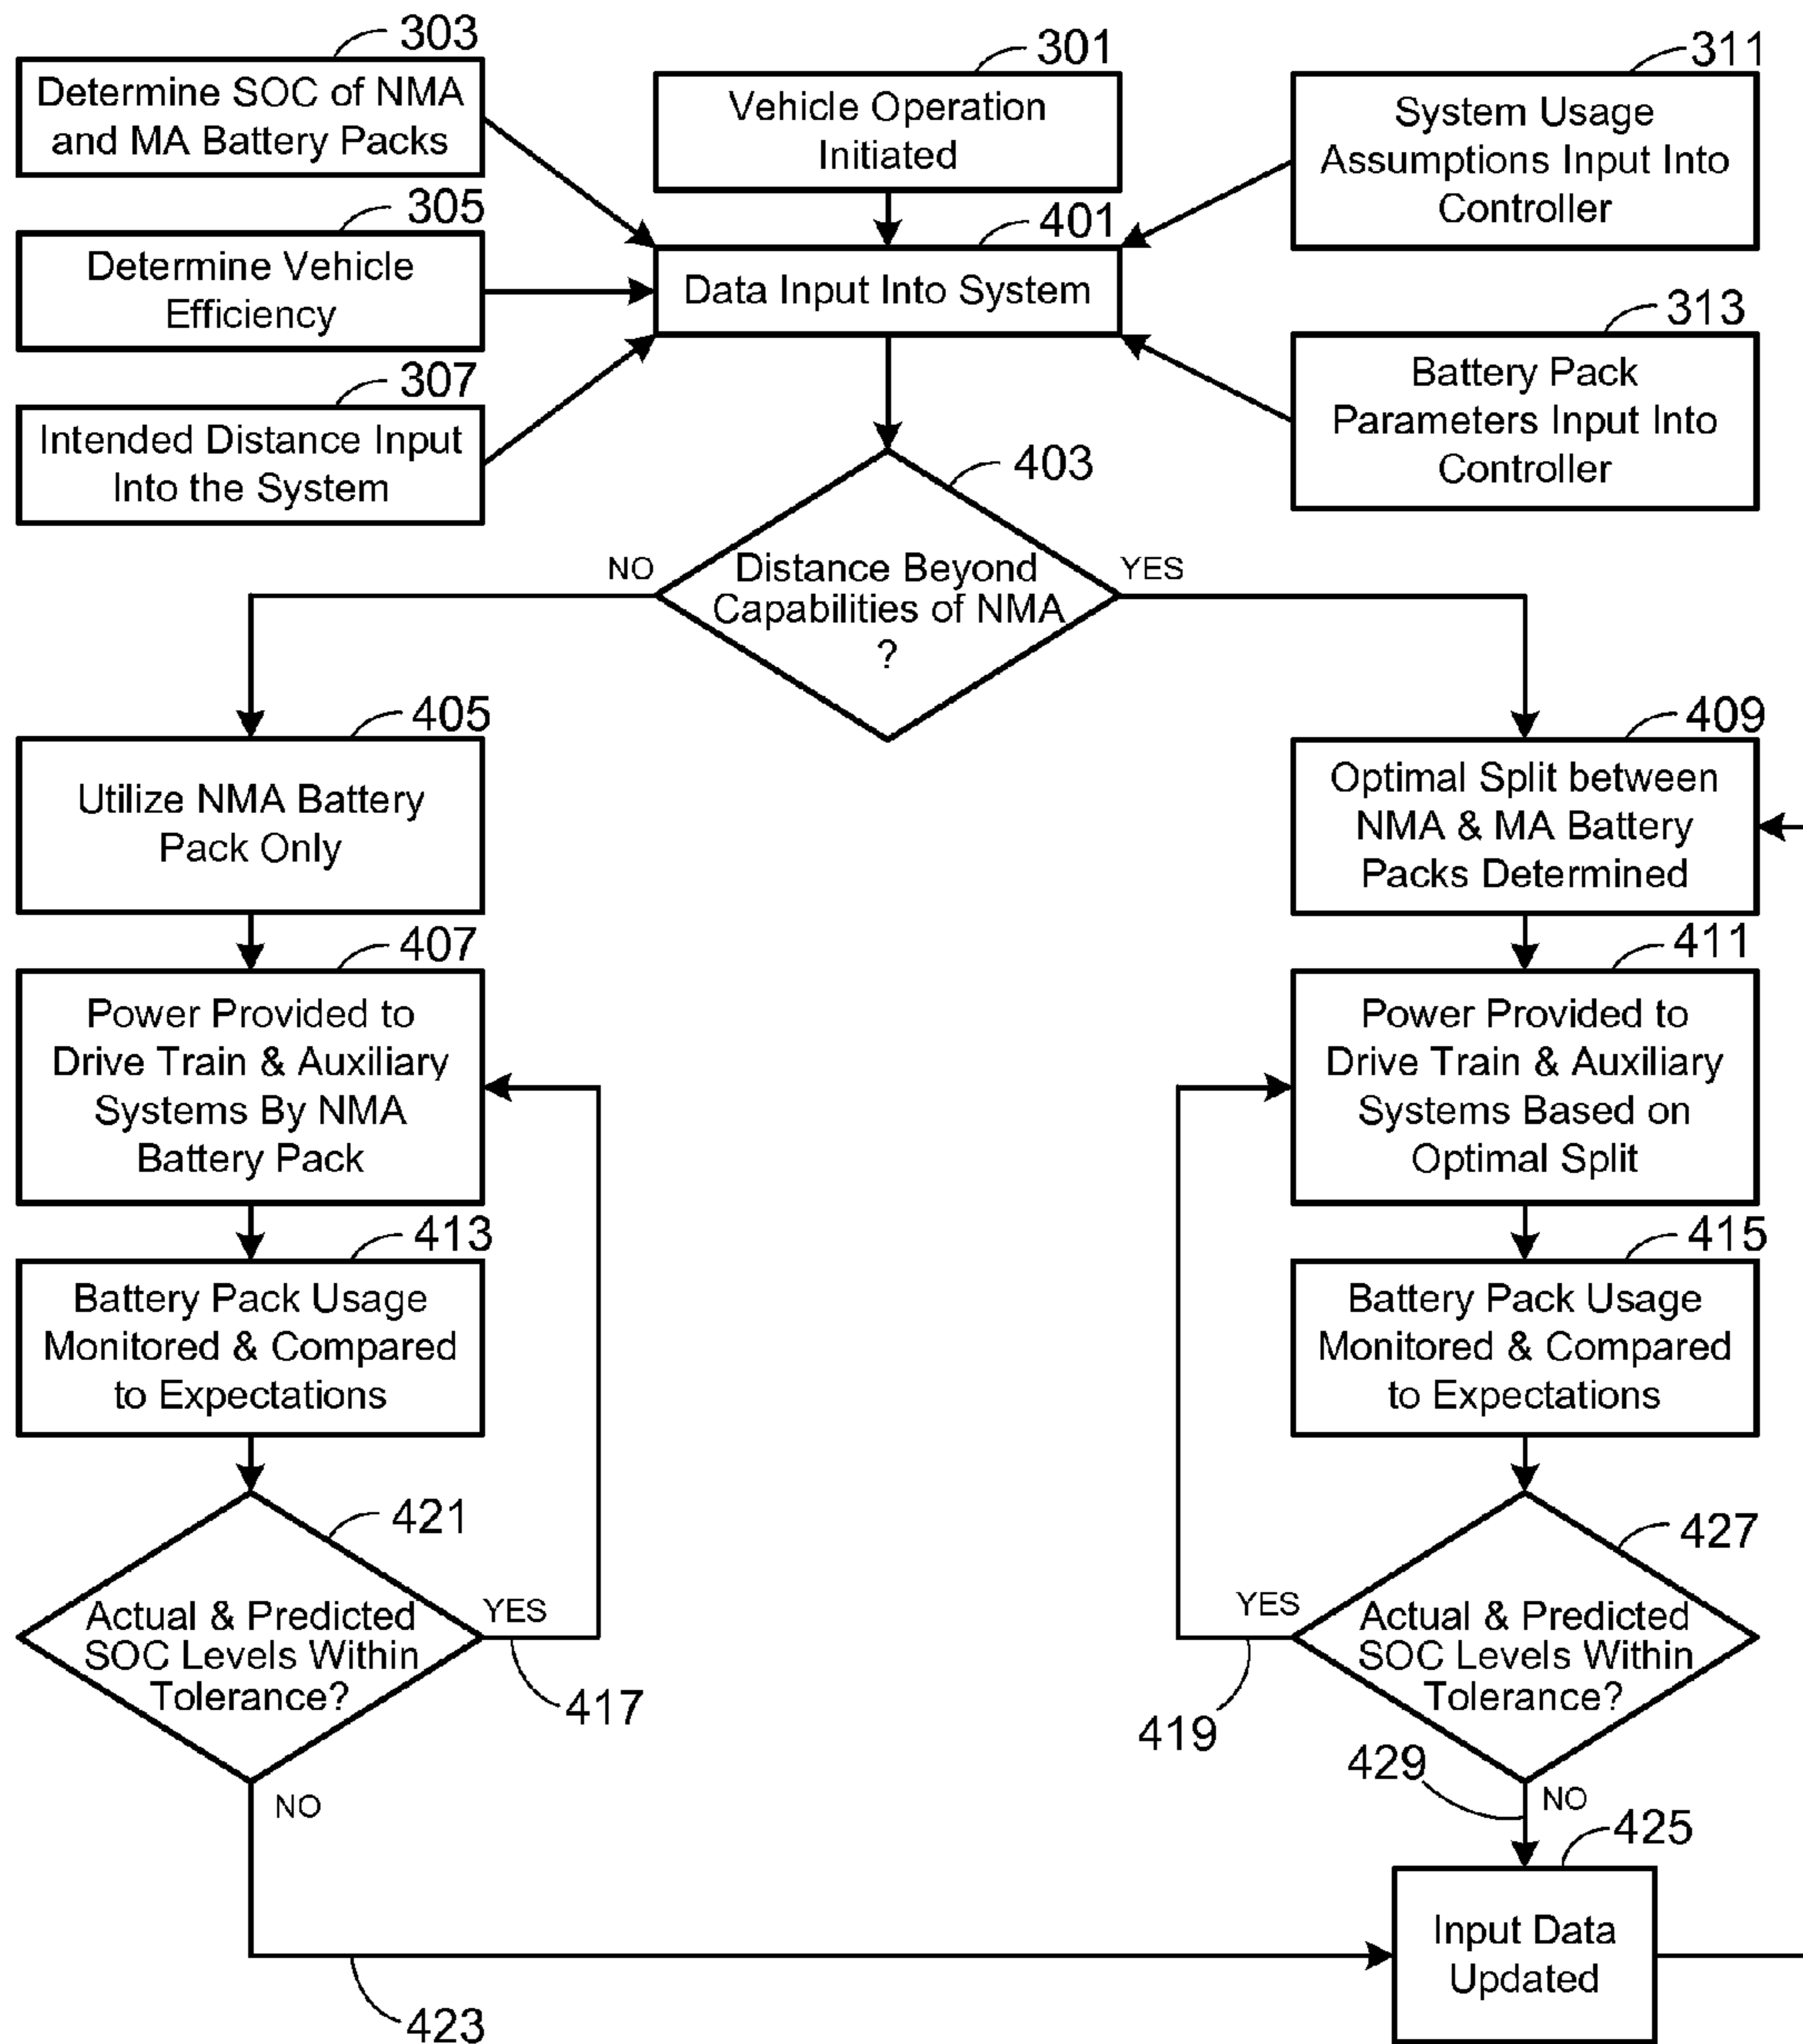 303
Determine SOC of NMA
and MA Battery Packs
301
Vehicle Operation
Initiated
311
System Usage
Assumptions Input Into
Controller
305
Determine Vehicle
Efficiency
401
Data Input Into System
307
Intended Distance Input
Into the System
313
Battery Pack
Parameters Input Into
Controller
403
Distance Beyond
Capabilities of NMA
?
NO
YES
405
Utilize NMA Battery
Pack Only
409
Optimal Split between
NMA & MA Battery
Packs Determined
407
Power Provided to
Drive Train & Auxiliary
Systems By NMA
Battery Pack
411
Power Provided to
Drive Train & Auxiliary
Systems Based on
Optimal Split
413
Battery Pack Usage
Monitored & Compared
to Expectations
415
Battery Pack Usage
Monitored & Compared
to Expectations
421
Actual & Predicted
SOC Levels Within
Tolerance?
YES
417
NO
423
427
Actual & Predicted
SOC Levels Within
Tolerance?
YES
419
429
NO
425
Input Data
Updated